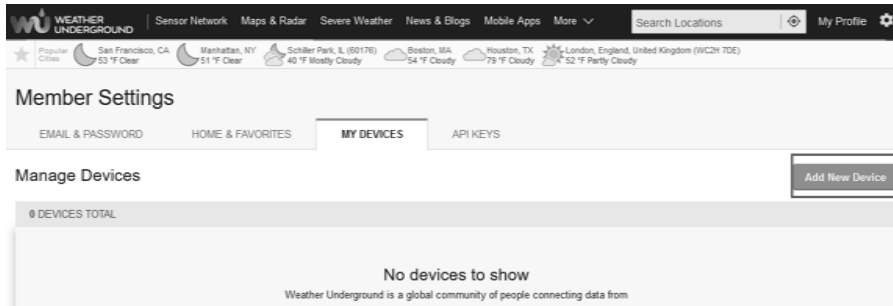 WEATHER UNDERGROUND Sensor Network Maps & Radar Severe Weather News & Blogs Mobile Apps More Search Locations My Profile
Popular Cities San Francisco, CA 53 °F Clear Manhattan, NY 51 °F Clear Schiller Park, IL (60176) 40 °F Mostly Cloudy Boston, MA 54 °F Cloudy Houston, TX 79 °F Cloudy London, England, United Kingdom (WC2H 7DE) 52 °F Partly Cloudy
Member Settings
EMAIL & PASSWORD HOME & FAVORITES MY DEVICES API KEYS
Manage Devices Add New Device
0 DEVICES TOTAL
No devices to show
Weather Underground is a global community of people connecting data from